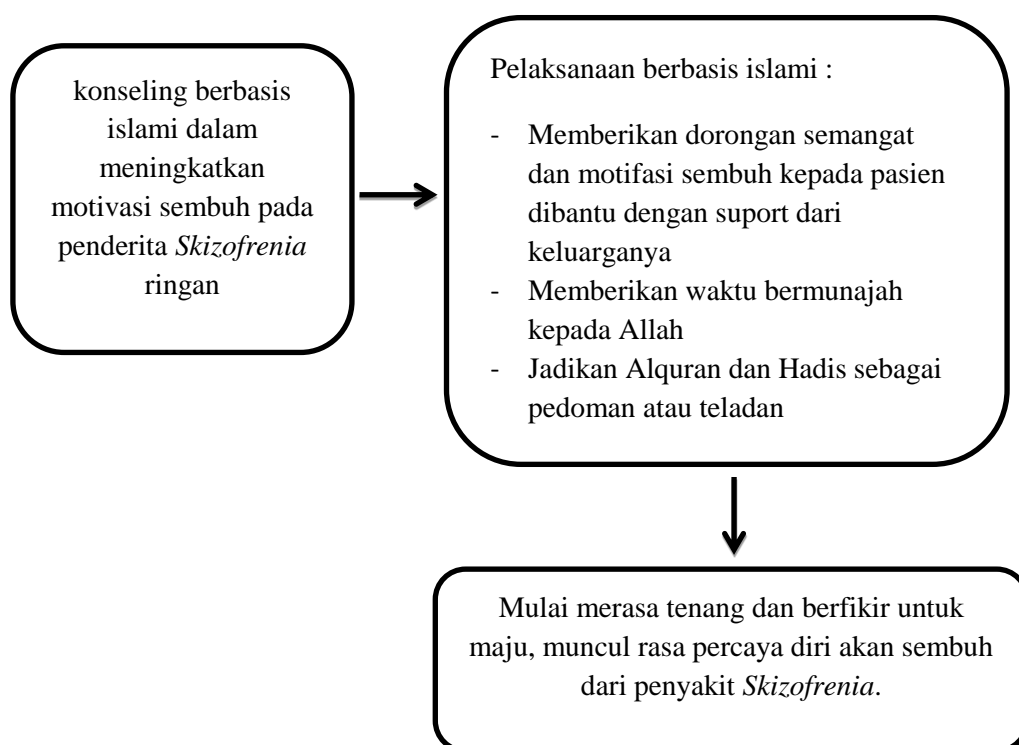 konseling berbasis
islami dalam
meningkatkan
motivasi sembuh pada
penderita Skizofrenia
ringan
Pelaksanaan berbasis islami :
- Memberikan dorongan semangat
dan motifasi sembuh kepada pasien
dibantu dengan suport dari
keluarganya
- Memberikan waktu bermunajah
kepada Allah
- Jadikan Alquran dan Hadis sebagai
pedoman atau teladan
Mulai merasa tenang dan berfikir untuk
maju, muncul rasa percaya diri akan sembuh
dari penyakit Skizofrenia.